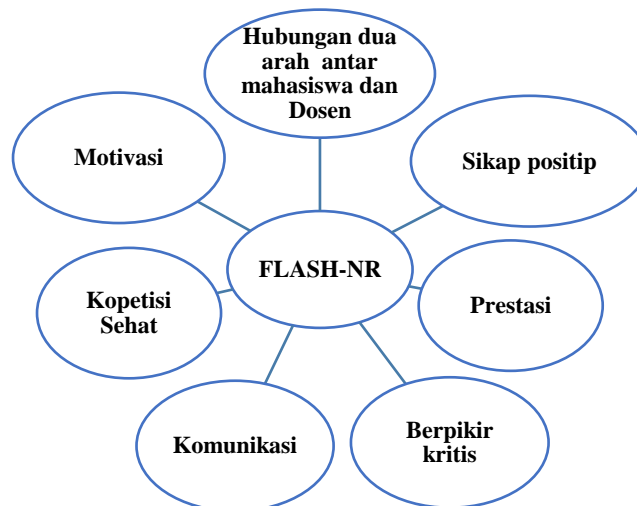 Hubungan dua
arah antar
mahasiswa dan
Dosen
Motivasi
Sikap positip
FLASH-NR
Kopetisi
Sehat
Prestasi
Komunikasi
Berpikir
kritis